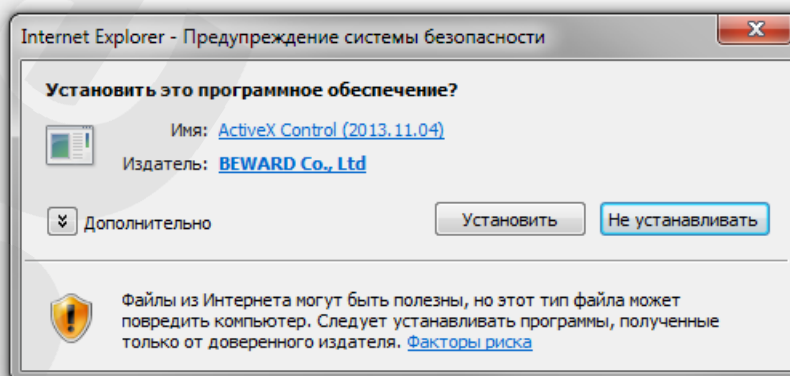 Internet Explorer - Предупреждение системы безопасности
Установить это программное обеспечение?
Имя: ActiveX Control (2013.11.04)
Издатель: BEWARD Co., Ltd
Дополнительно
Установить
Не устанавливать
Файлы из Интернета могут быть полезны, но этот тип файла может
повредить компьютер. Следует устанавливать программы, полученные
только от доверенного издателя. Факторы риска